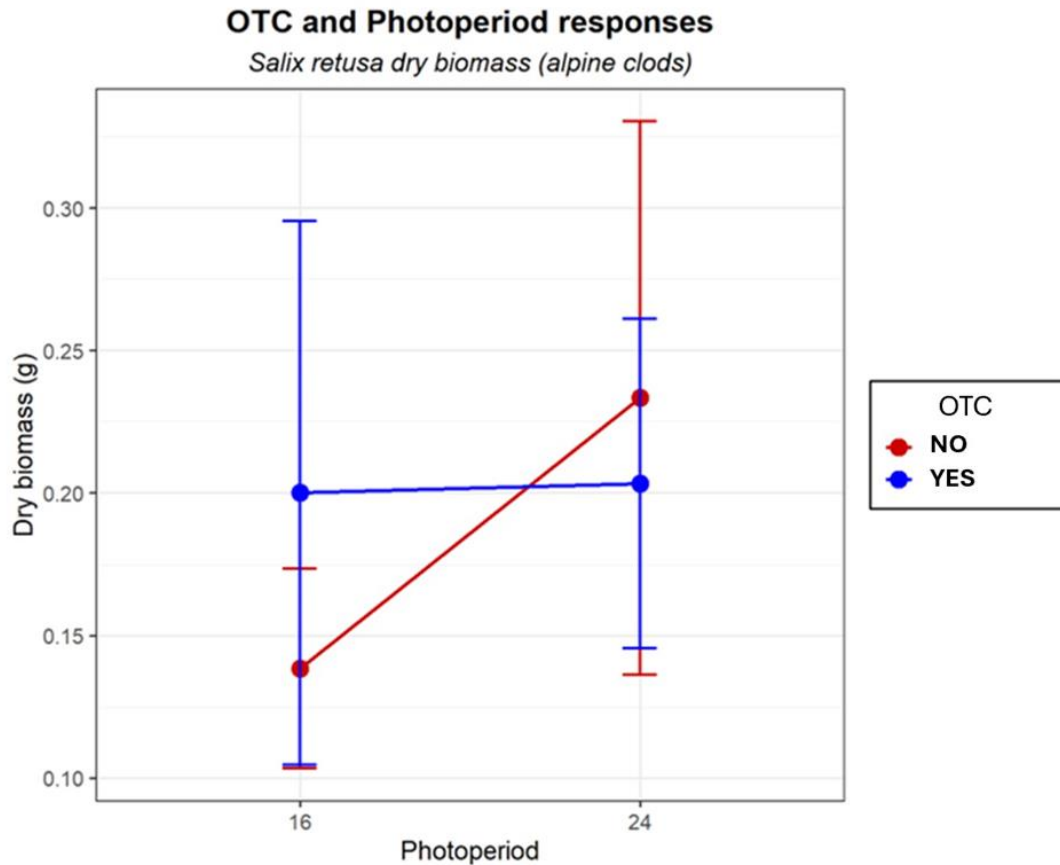 OTC and Photoperiod responses
Salix retusa dry biomass (alpine clods)
Dry biomass (g)
0.30
0.25
0.20
0.15
0.10
16
24
Photoperiod
OTC
NO
YES